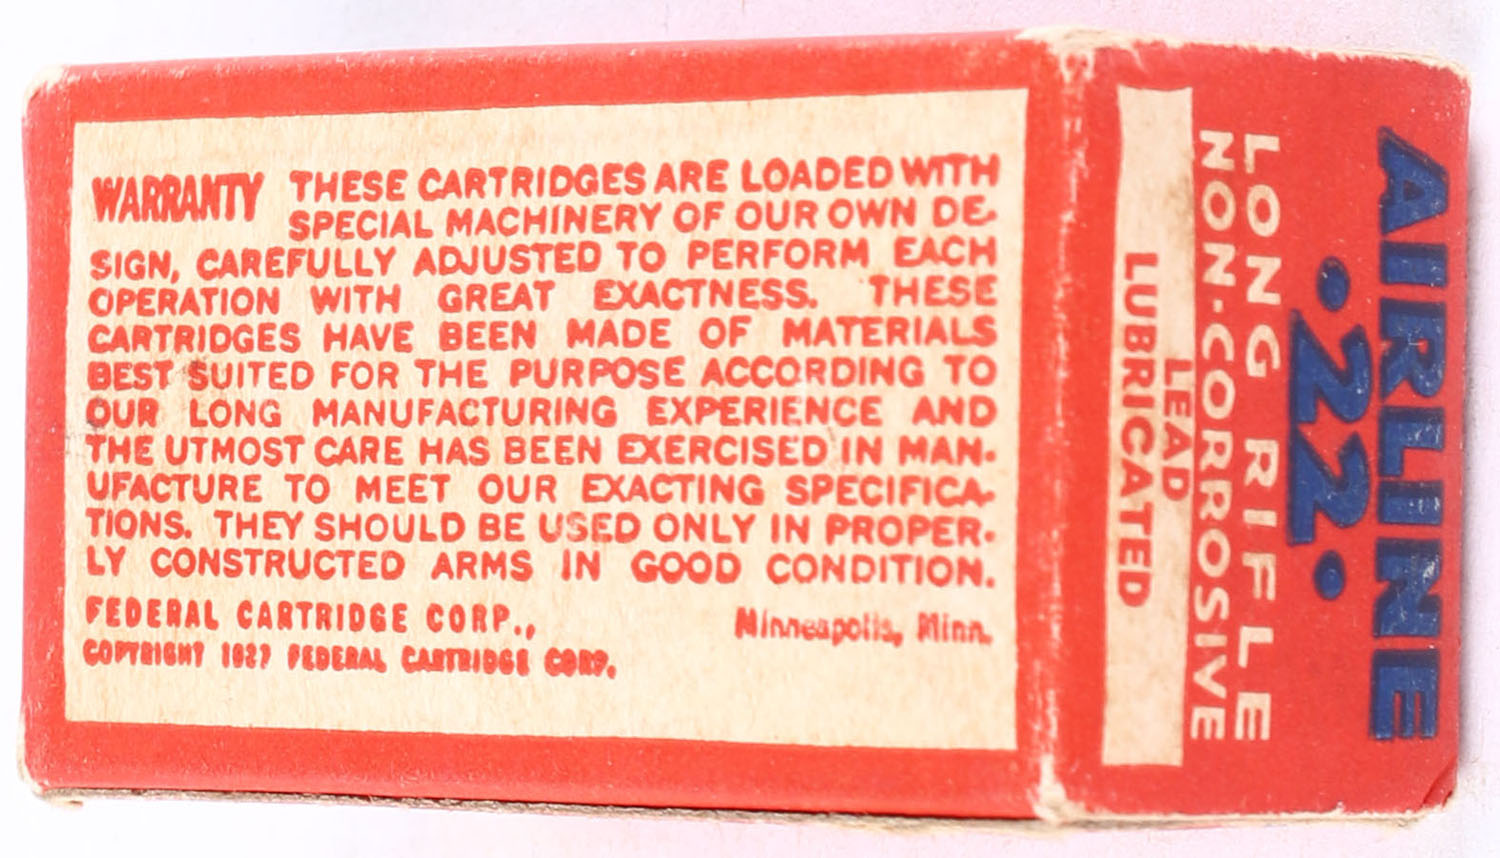 WARRANTY THESE CARTRIDGES ARE LOADED WITH
SPECIAL MACHINERY OF OUR OWN DE-
SIGN, CAREFULLY ADJUSTED TO PERFORM EACH
OPERATION WITH GREAT EXACTNESS. THESE
CARTRIDGES HAVE BEEN MADE OF MATERIALS
BEST SUITED FOR THE PURPOSE ACCORDING TO
OUR LONG MANUFACTURING EXPERIENCE AND
THE UTMOST CARE HAS BEEN EXERCISED IN MAN-
UFACTURE TO MEET OUR EXACTING SPECIFICA-
TIONS. THEY SHOULD BE USED ONLY IN PROPER-
LY CONSTRUCTED ARMS IN GOOD CONDITION.
FEDERAL CARTRIDGE CORP., Minneapolis, Minn.
COPYRIGHT FEDERAL CARTRIDGE CORP.
AIRLINE
.22.
LONG RIFLE
NON-CORROSIVE
LEAD
LUBRICATED